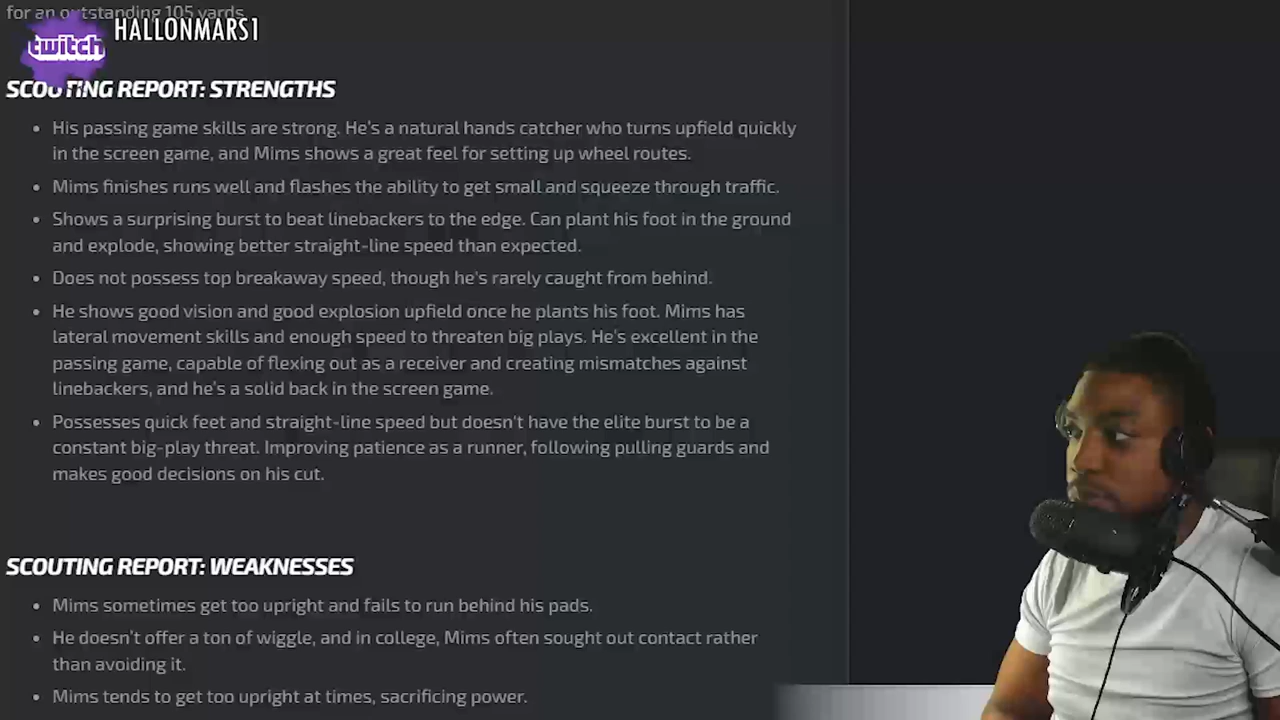 for an outstanding 105 yards
twitch
HALLONMARS1
SCOUTING REPORT: STRENGTHS
• His passing game skills are strong. He's a natural hands catcher who turns upfield quickly
in the screen game, and Mims shows a great feel for setting up wheel routes.
• Mims finishes runs well and flashes the ability to get small and squeeze through traffic.
• Shows a surprising burst to beat linebackers to the edge. Can plant his foot in the ground
and explode, showing better straight-line speed than expected.
• Does not possess top breakaway speed, though he's rarely caught from behind.
• He shows good vision and good explosion upfield once he plants his foot. Mims has
lateral movement skills and enough speed to threaten big plays. He's excellent in the
passing game, capable of flexing out as a receiver and creating mismatches against
linebackers, and he's a solid back in the screen game.
• Possesses quick feet and straight-line speed but doesn't have the elite burst to be a
constant big-play threat. Improving patience as a runner, following pulling guards and
makes good decisions on his cut.
SCOUTING REPORT: WEAKNESSES
• Mims sometimes get too upright and fails to run behind his pads.
• He doesn't offer a ton of wiggle, and in college, Mims often sought out contact rather
than avoiding it.
• Mims tends to get too upright at times, sacrificing power.